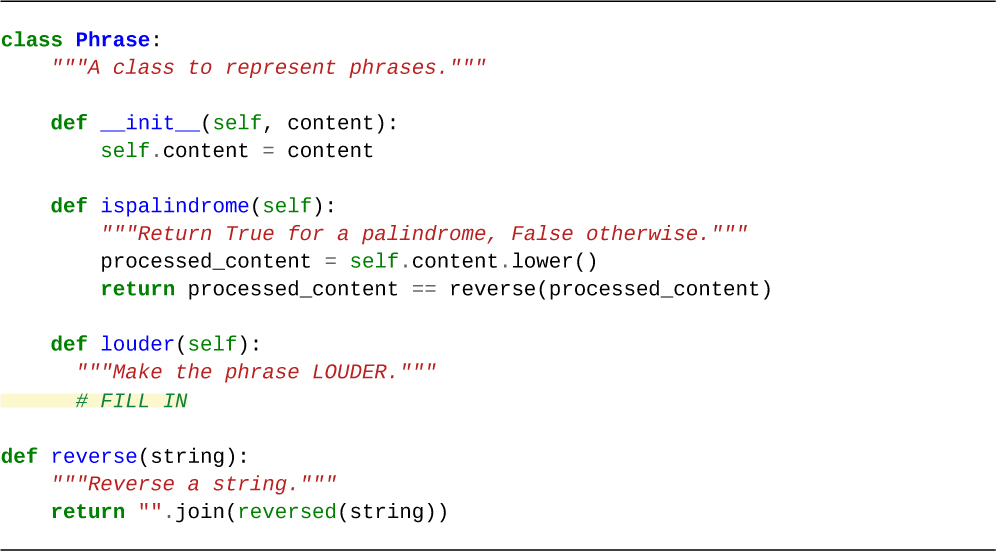 class Phrase:
    """A class to represent phrases."""

    def __init__(self, content):
        self.content = content

    def ispalindrome(self):
        """Return True for a palindrome, False otherwise."""
        processed_content = self.content.lower()
        return processed_content == reverse(processed_content)

    def louder(self):
      """Make the phrase LOUDER."""
      # FILL IN

def reverse(string):
    """Reverse a string."""
    return "".join(reversed(string))